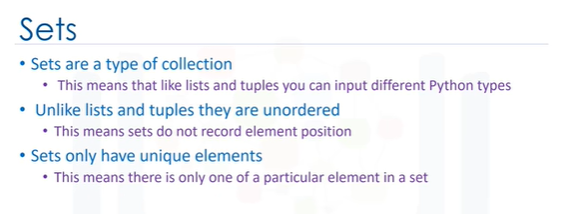 Sets
• Sets are a type of collection
• This means that like lists and tuples you can input different Python types
• Unlike lists and tuples they are unordered
• This means sets do not record element position
• Sets only have unique elements
• This means there is only one of a particular element in a set